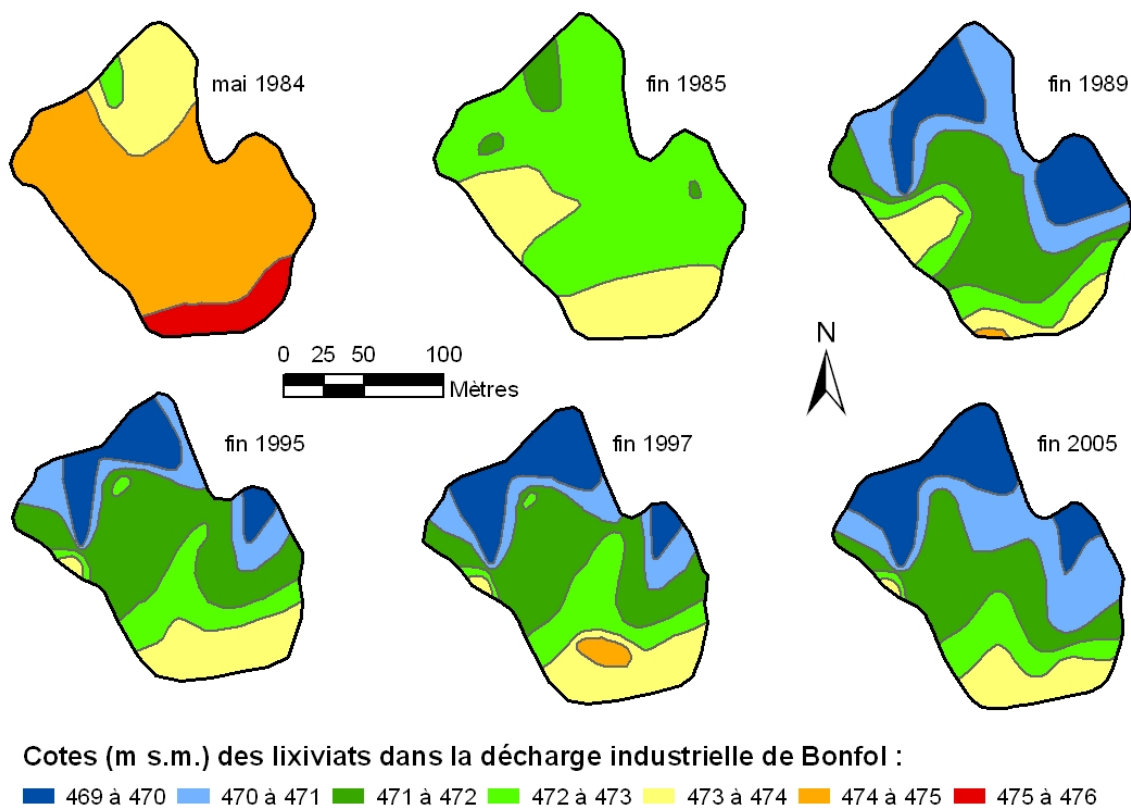 mai 1984
fin 1985
fin 1989
N
0 25 50 100
Mètres
fin 1995
fin 1997
fin 2005
Cotes (m s.m.) des lixiviats dans la décharge industrielle de Bonfol :
469 à 470 470 à 471 471 à 472 472 à 473 473 à 474 474 à 475 475 à 476